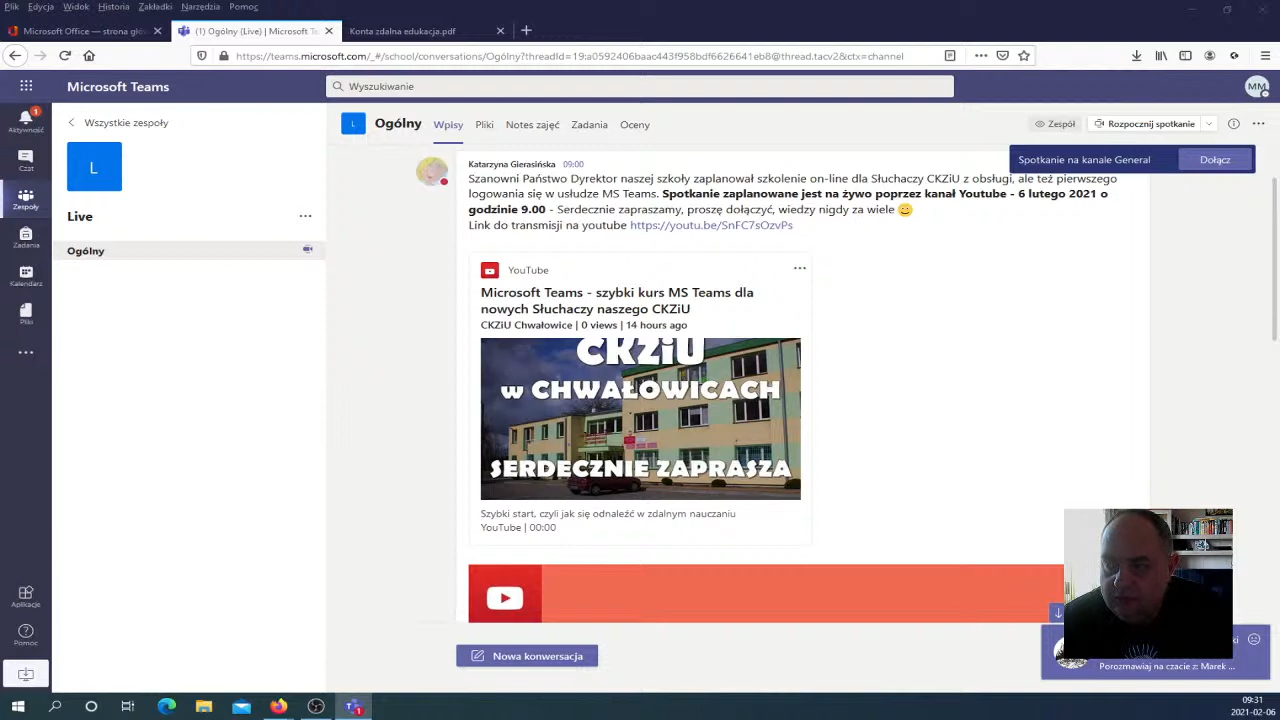 Plik Edycja Widok Historia Zakładki Narzędzia Pomoc
Microsoft Office — strona główn
(1) Ogólny (Live) | Microsoft Te
Konta zdalna edukacja.pdf
https://teams.microsoft.com/_#/school/conversations/Ogólny?threadId=19:a0592406baac443f958bdf6626641eb8@thread.tacv2&ctx=channel
Microsoft Teams
Wyszukiwanie
MM
1
Aktywność
Czat
Zespoły
Zadania
Kalendarz
Pliki
Aplikacje
Pomoc
Wszystkie zespoły
L
Live
Ogólny
L
Ogólny
Wpisy
Pliki
Notes zajęć
Zadania
Oceny
Zespół
Rozpocznij spotkanie
Spotkanie na kanale General
Dołącz
Katarzyna Gierasińska 09:00
Szanowni Państwo Dyrektor naszej szkoły zaplanował szkolenie on-line dla Słuchaczy CKZiU z obsługi, ale też pierwszego
logowania się w usłudze MS Teams. Spotkanie zaplanowane jest na żywo poprzez kanał Youtube - 6 lutego 2021 o
godzinie 9.00 - Serdecznie zapraszamy, proszę dołączyć, wiedzy nigdy za wiele
Link do transmisji na youtube https://youtu.be/SnFC7sOzvPs
YouTube
Microsoft Teams - szybki kurs MS Teams dla
nowych Słuchaczy naszego CKZiU
CKZiU Chwałowice | 0 views | 14 hours ago
CKZiU
w CHWAŁOWICACH
SERDECZNIE ZAPRASZA
Szybki start, czyli jak się odnaleźć w zdalnym nauczaniu
YouTube | 00:00
Nowa konwersacja
ki
Porozmawiaj na czacie z: Marek ...
1
09:31
2021-02-06